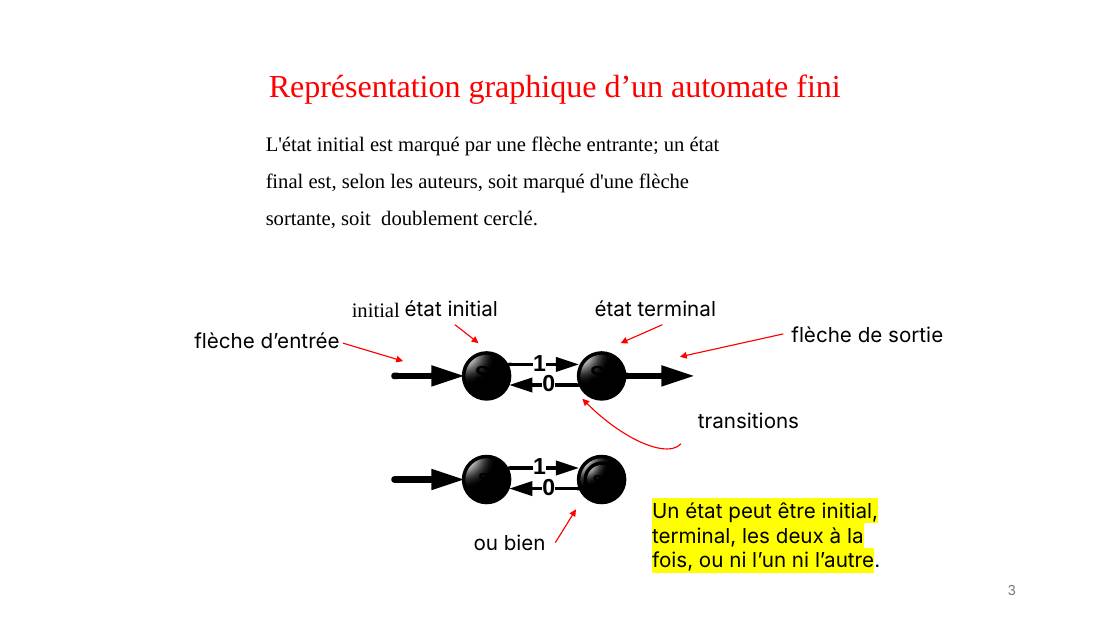 Représentation graphique d’un automate fini
L'état initial est marqué par une flèche entrante; un état
final est, selon les auteurs, soit marqué d'une flèche
sortante, soit  doublement cerclé.
initial état initial
état terminal
flèche d’entrée
flèche de sortie
1
0
transitions
1
0
ou bien
Un état peut être initial,
terminal, les deux à la
fois, ou ni l’un ni l’autre.
3